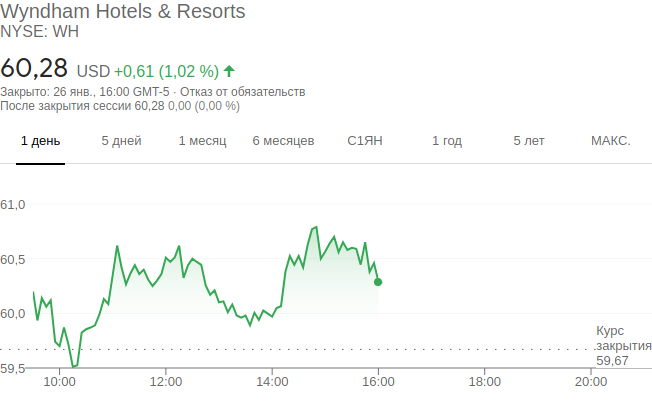 Wyndham Hotels & Resorts
NYSE: WH
60,28 USD +0,61 (1,02 %)
Закрыто: 26 янв., 16:00 GMT-5 · Отказ от обязательств
После закрытия сессии 60,28 0,00 (0,00 %)
1 день 5 дней 1 месяц 6 месяцев С1ЯН 1 год 5 лет МАКС.
61,0
60,5
60,0
Курс
закрытия
59,67
59,5
10:00 12:00 14:00 16:00 18:00 20:00